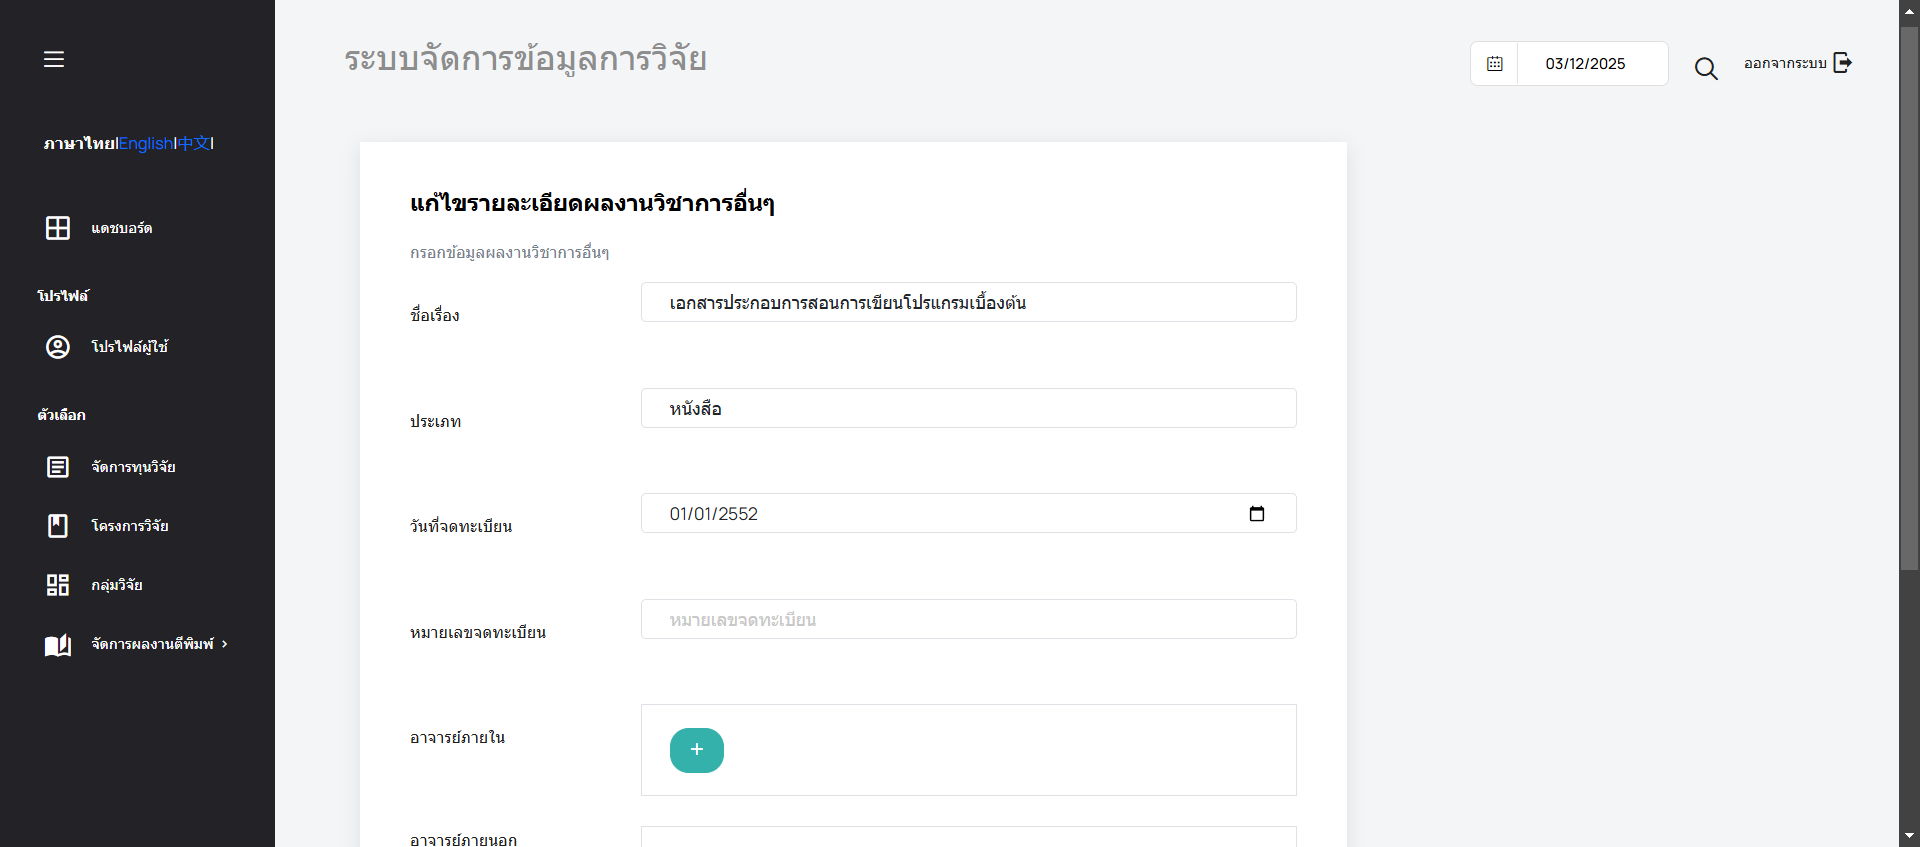 ภาษาไทย|English|中文|
แดชบอร์ด
โปรไฟล์
โปรไฟล์ผู้ใช้
ตัวเลือก
จัดการทุนวิจัย
โครงการวิจัย
กลุ่มวิจัย
จัดการผลงานตีพิมพ์
ระบบจัดการข้อมูลการวิจัย
03/12/2025
ออกจากระบบ
แก้ไขรายละเอียดผลงานวิชาการอื่นๆ
กรอกข้อมูลผลงานวิชาการอื่นๆ
ชื่อเรื่อง
เอกสารประกอบการสอนการเขียนโปรแกรมเบื้องต้น
ประเภท
หนังสือ
วันที่จดทะเบียน
01/01/2552
หมายเลขจดทะเบียน
หมายเลขจดทะเบียน
อาจารย์ภายใน
+
อาจารย์ภายนอก